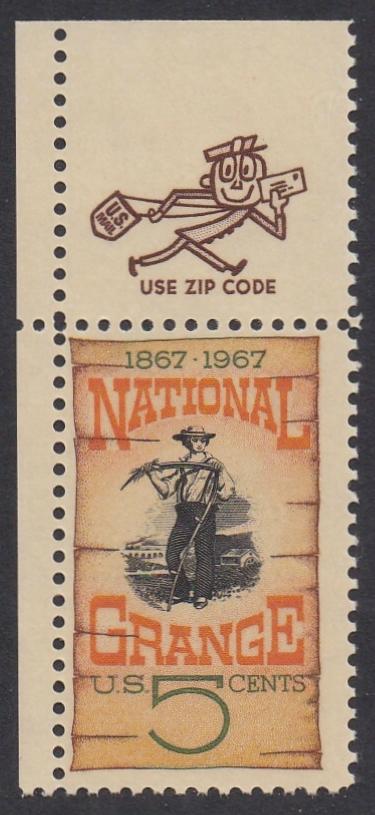 U.S.
MAIL
USE ZIP CODE
1867 · 1967
NATIONAL
GRANGE
U.S. 5 CENTS